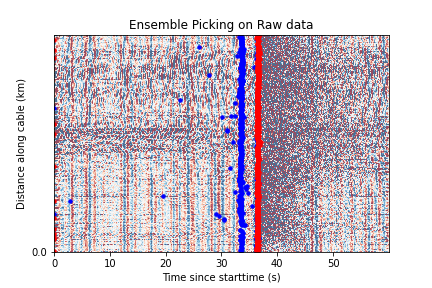 Ensemble Picking on Raw data
Distance along cable (km)
0.0
0 10 20 30 40 50
Time since starttime (s)